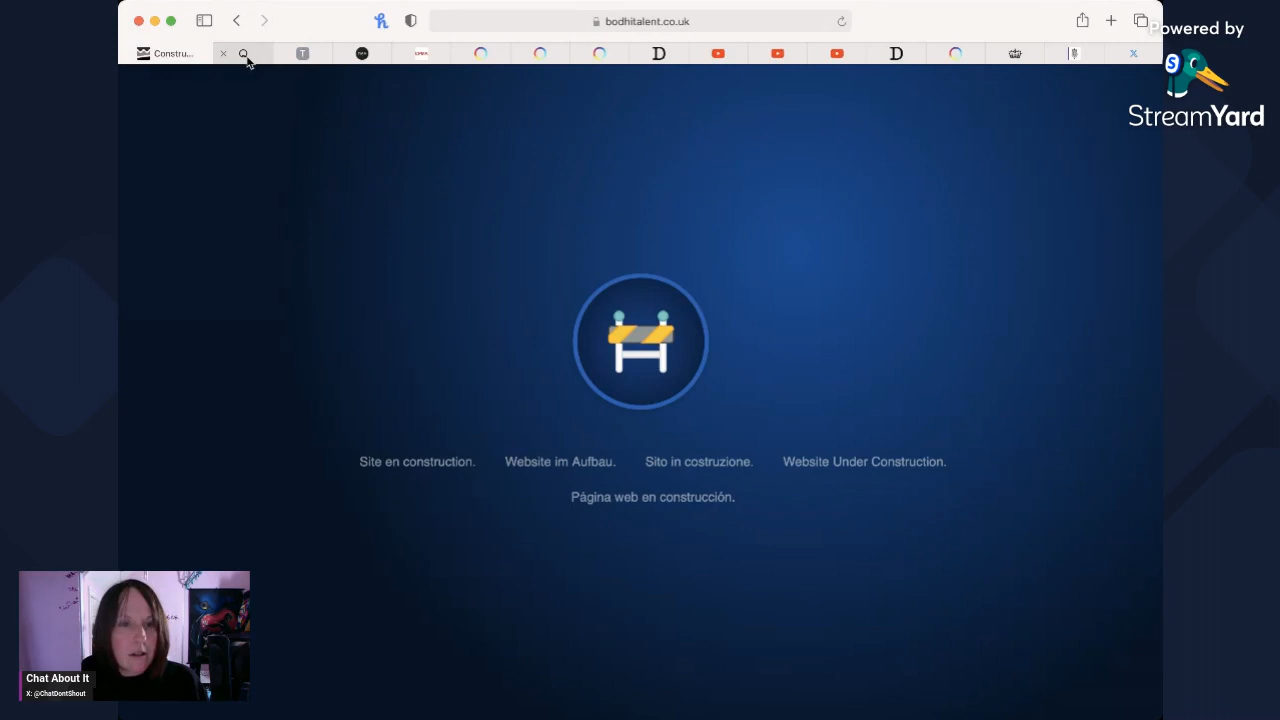 bodhitalent.co.uk
Powered by
StreamYard
Constru...
T
D
D
X
S
Site en construction. Website im Aufbau. Sito in costruzione. Website Under Construction.
Página web en construcción.
Chat About It
X: @ChatDontShout